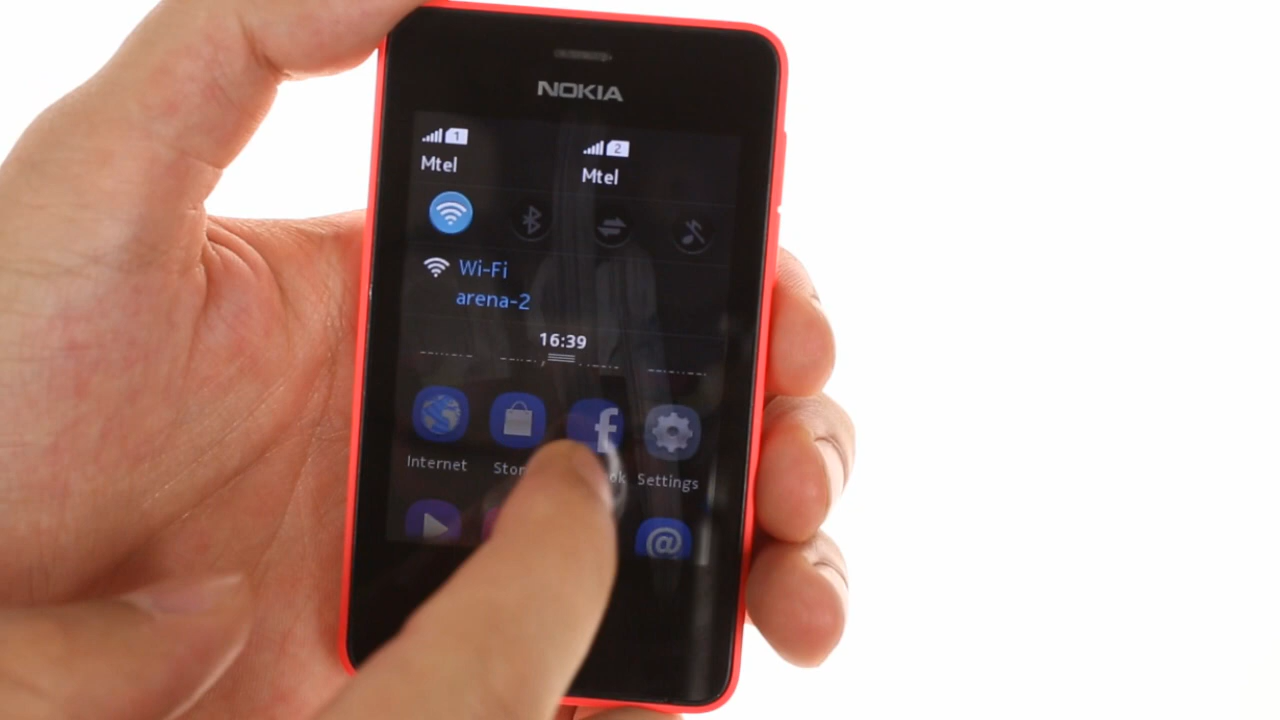 NOKIA
1
2
Mtel
Mtel
Wi-Fi
arena-2
16:39
f
Internet
Settings
@